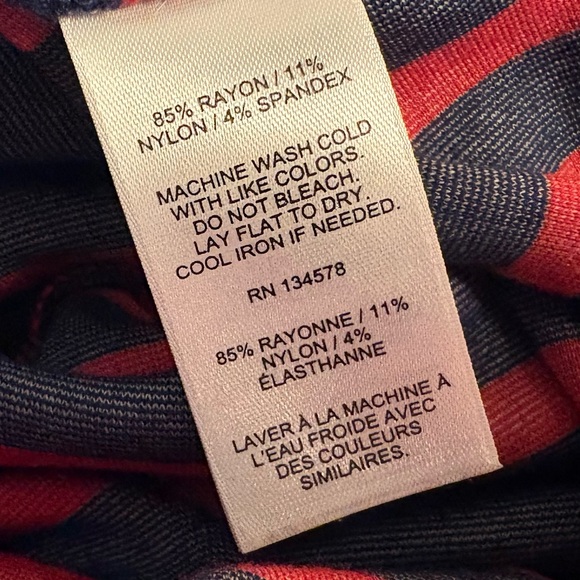 85% RAYON / 11%
NYLON / 4% SPANDEX
MACHINE WASH COLD
WITH LIKE COLORS.
DO NOT BLEACH.
LAY FLAT TO DRY.
COOL IRON IF NEEDED.
RN 134578
85% RAYONNE / 11%
NYLON / 4%
ÉLASTHANNE
LAVER À LA MACHINE À
L'EAU FROIDE AVEC
DES COULEURS
SIMILAIRES.